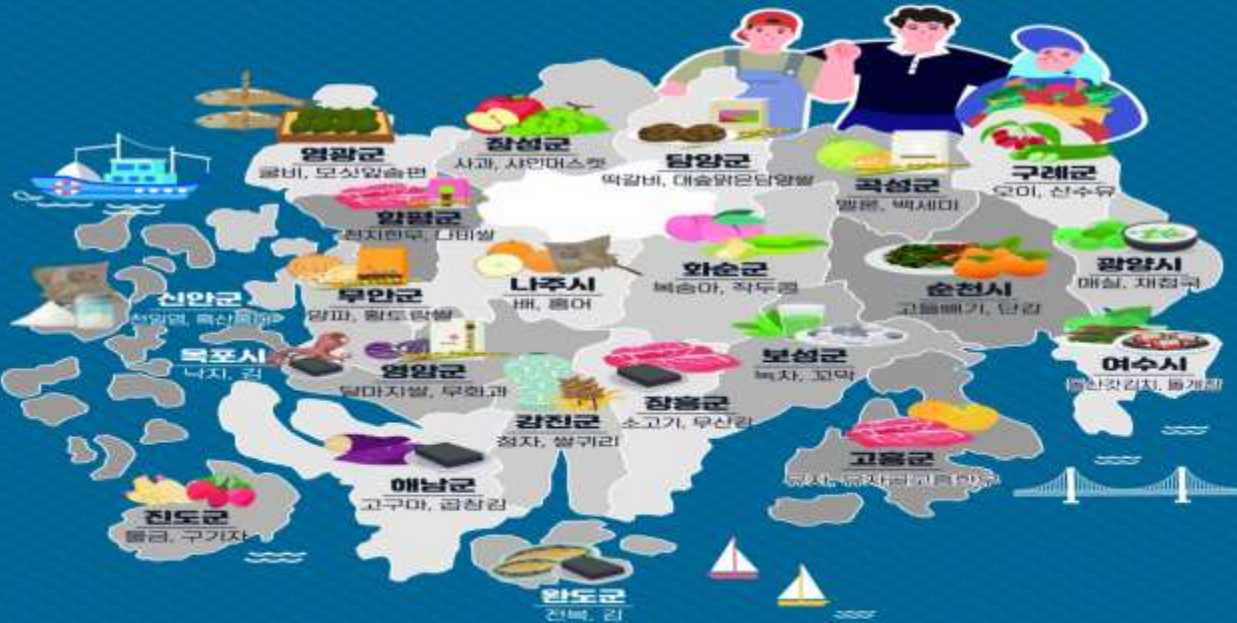 영광군
굴비, 모싯잎송편
장성군
사과, 샤인머스켓
담양군
떡갈비, 대숲맑은담양쌀
곡성군
멜론, 백세미
구례군
오미, 산수유
함평군
천지한우, 나비쌀
신안군
천일염,
무안군
양파, 황토랑쌀
나주시
배, 홍어
화순군
복숭아, 작두콩
순천시
고들빼기, 단감
광양시
매실, 재첩국
목포시
낙지, 김
영암군
달마지쌀, 무화과
강진군
청자, 쌀귀리
장흥군
소고기, 무산김
보성군
녹차, 꼬막
여수시
돌산갓김치, 돌게장
고흥군
유자,
해남군
고구마, 곱창김
진도군
울금, 구기자
완도군
전복, 김